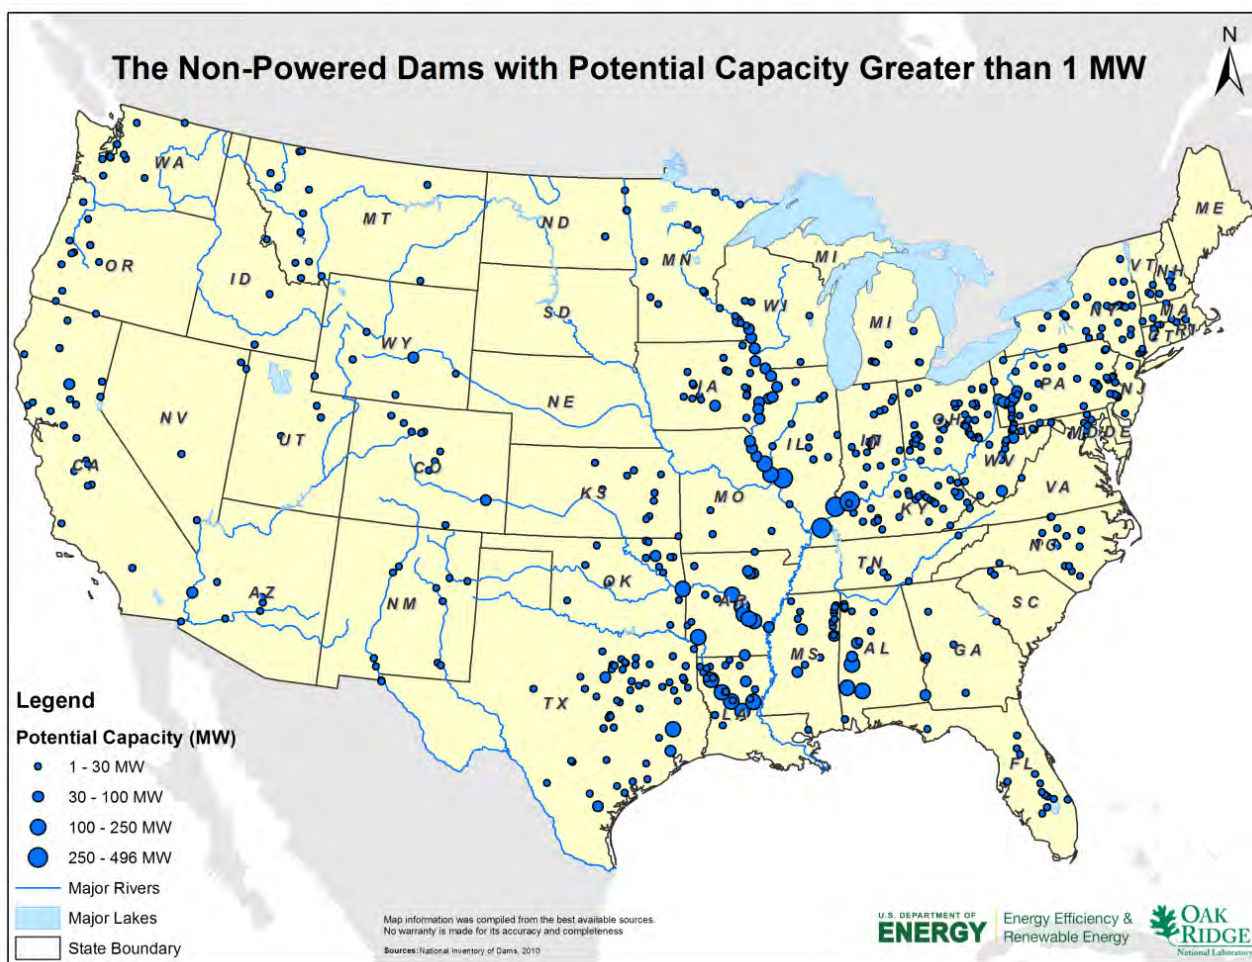 The Non-Powered Dams with Potential Capacity Greater than 1 MW
N
WA
MT
ND
MN
MI
ME
VT
NH
OR
ID
SD
WI
MI
NY
MA
RI
CT
WY
IA
PA
NJ
NE
NV
UT
IL
IN
OH
MD
DE
CA
CO
KS
MO
WV
VA
KY
AZ
NM
OK
AR
TN
NC
SC
TX
LA
MS
AL
GA
FL
Legend
Potential Capacity (MW)
1 - 30 MW
30 - 100 MW
100 - 250 MW
250 - 496 MW
Major Rivers
Major Lakes
State Boundary
Map information was compiled from the best available sources.
No warranty is made for its accuracy and completeness
Sources: National Inventory of Dams, 2010
U.S. DEPARTMENT OF
ENERGY
Energy Efficiency &
Renewable Energy
OAK
RIDGE
National Laboratory